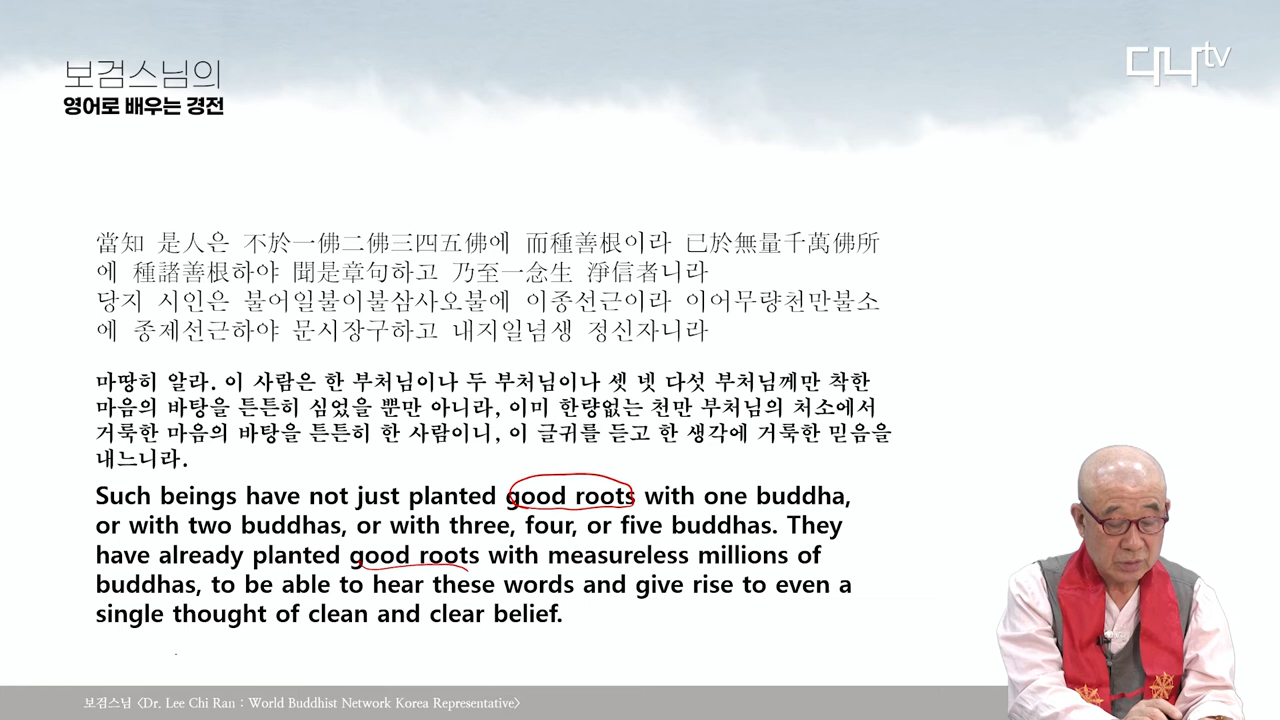 보검스님의
영어로 배우는 경전
다나tv
當知 是人은 不於一佛二佛三四五佛에 而種善根이라 已於無量千萬佛所
에 種諸善根하야 聞是章句하고 乃至一念生 淨信者니라
당지 시인은 불어일불이불삼사오불에 이종선근이라 이어무량천만불소
에 종제선근하야 문시장구하고 내지일념생 정신자니라
마땅히 알라. 이 사람은 한 부처님이나 두 부처님이나 셋 넷 다섯 부처님께만 착한
마음의 바탕을 튼튼히 심었을 뿐만 아니라, 이미 한량없는 천만 부처님의 처소에서
거룩한 마음의 바탕을 튼튼히 한 사람이니, 이 글귀를 듣고 한 생각에 거룩한 믿음을
내느니라.
Such beings have not just planted good roots with one buddha,
or with two buddhas, or with three, four, or five buddhas. They
have already planted good roots with measureless millions of
buddhas, to be able to hear these words and give rise to even a
single thought of clean and clear belief.
보검스님 <Dr. Lee Chi Ran : World Buddhist Network Korea Representative>